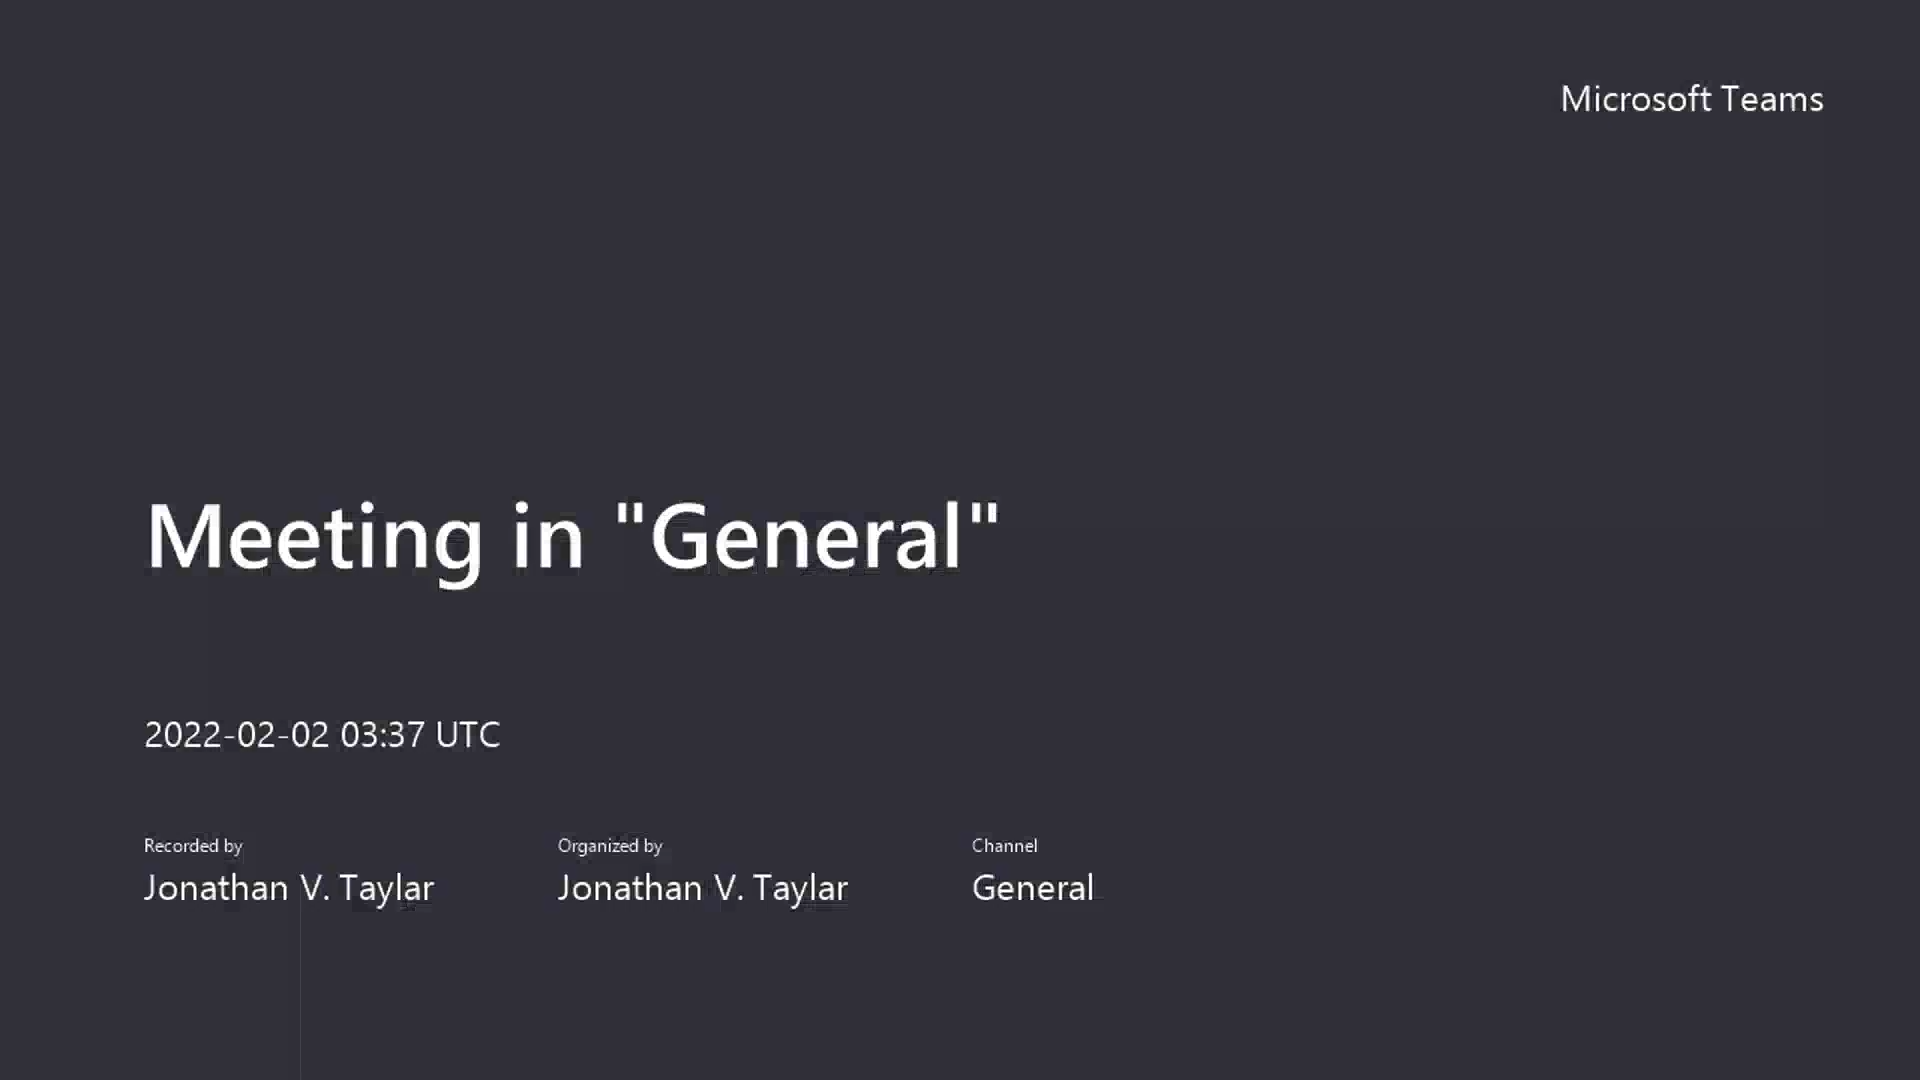 Microsoft Teams
Meeting in "General"
2022-02-02 03:37 UTC
Recorded by
Jonathan V. Taylar
Organized by
Jonathan V. Taylar
Channel
General